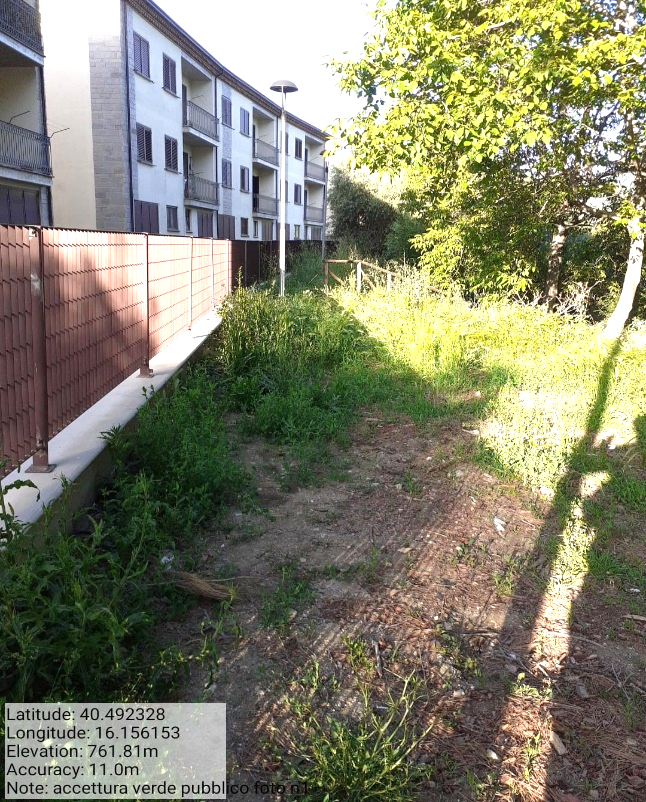 Latitude: 40.492328
Longitude: 16.156153
Elevation: 761.81m
Accuracy: 11.0m
Note: accettura verde pubblico foto n1